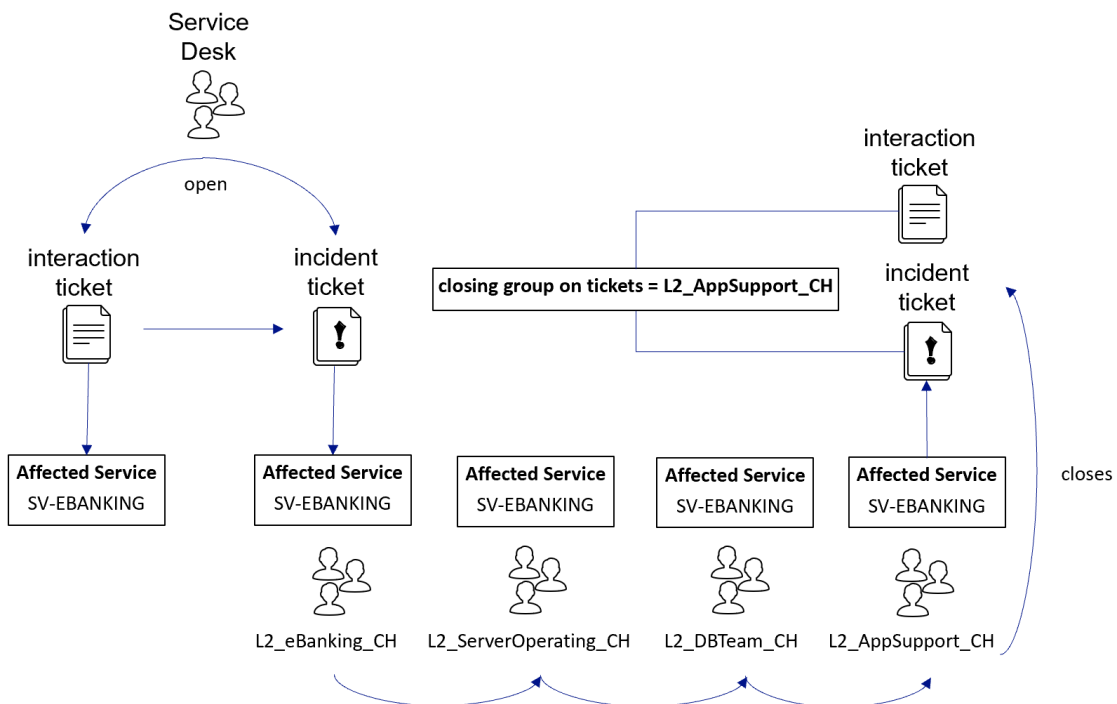 Service
Desk
open
interaction
ticket
incident
ticket
interaction
ticket
closing group on tickets = L2_AppSupport_CH
incident
ticket
!
!
Affected Service
SV-EBANKING
Affected Service
SV-EBANKING
Affected Service
SV-EBANKING
Affected Service
SV-EBANKING
Affected Service
SV-EBANKING
closes
L2_eBanking_CH
L2_ServerOperating_CH
L2_DBTeam_CH
L2_AppSupport_CH